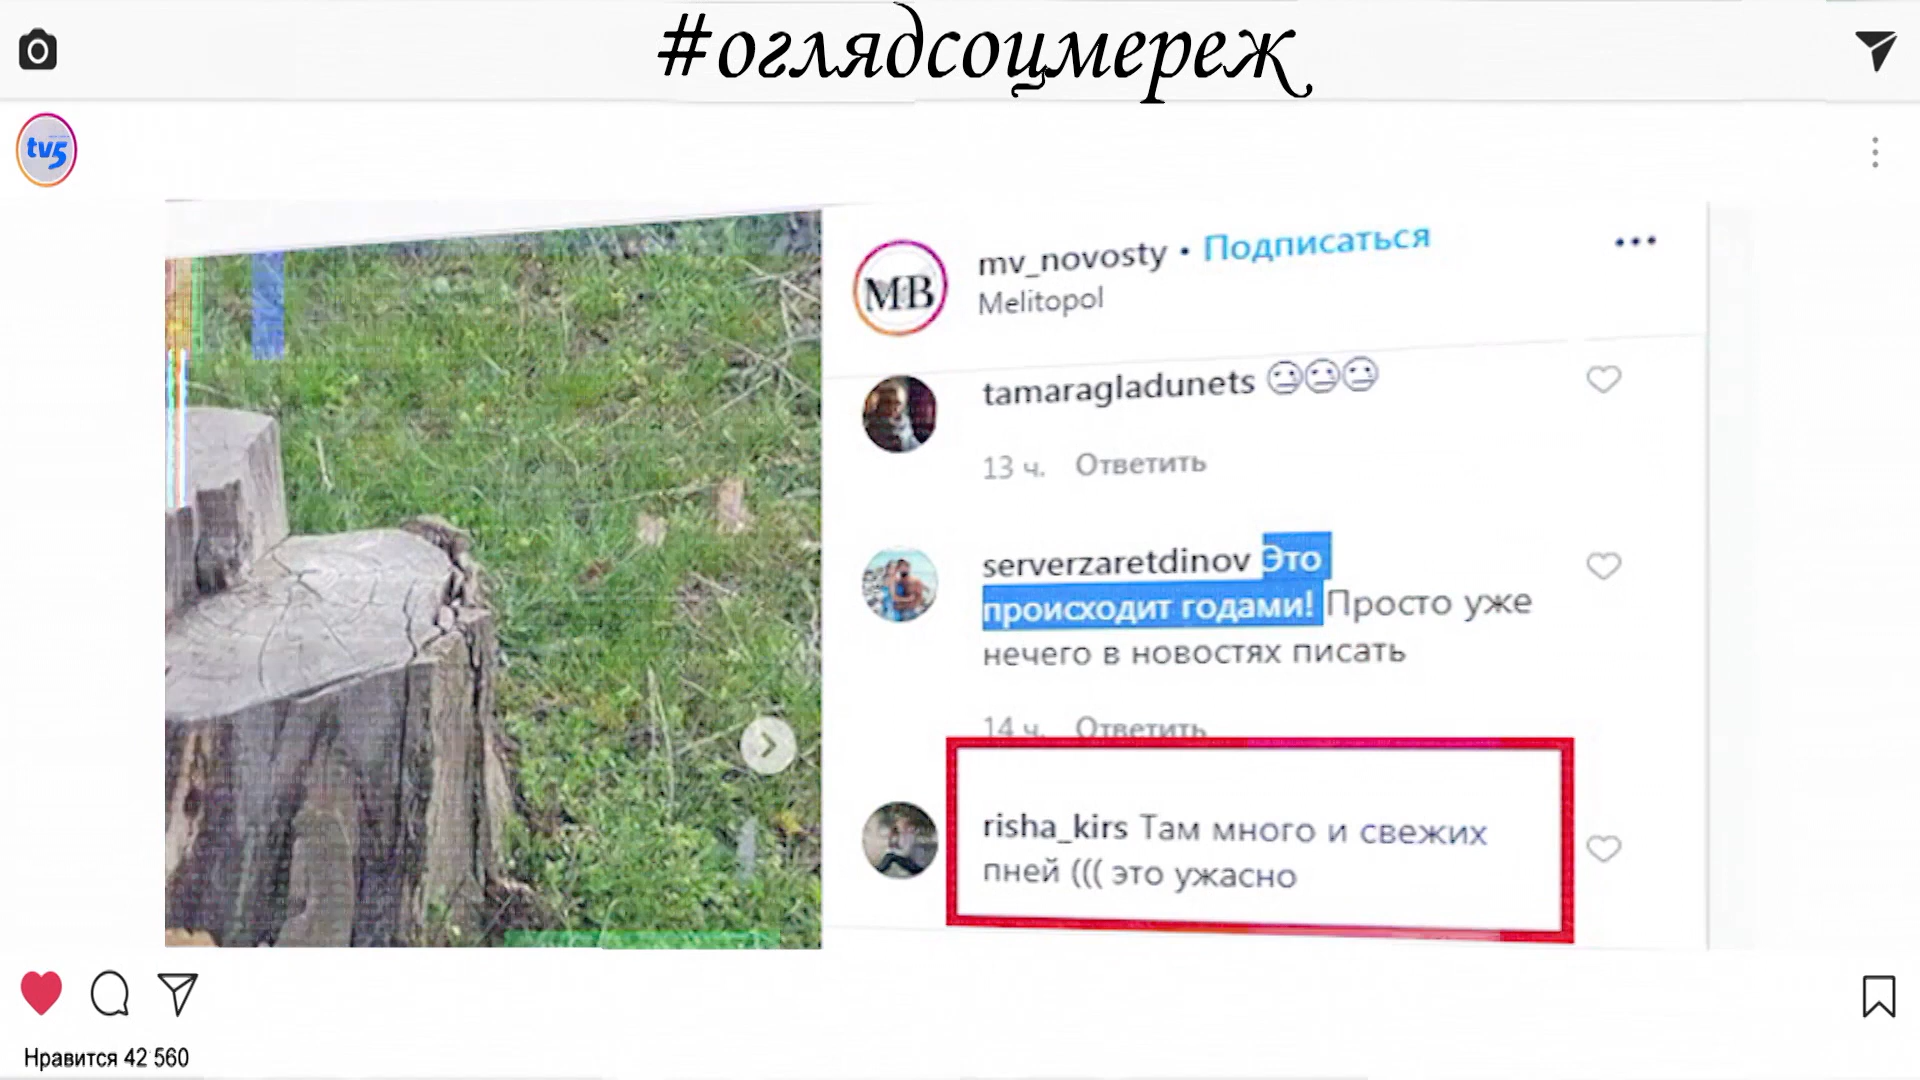 #оглядсоцмереж
tv5
МВ
mv_novosty • Подписаться
Melitopol
tamaragladunets
13 ч. Ответить
serverzaretdinov Это
происходит годами! Просто уже
нечего в новостях писать
14 ч. Ответить
risha_kirs Там много и свежих
пней ((( это ужасно
Нравится 42 560